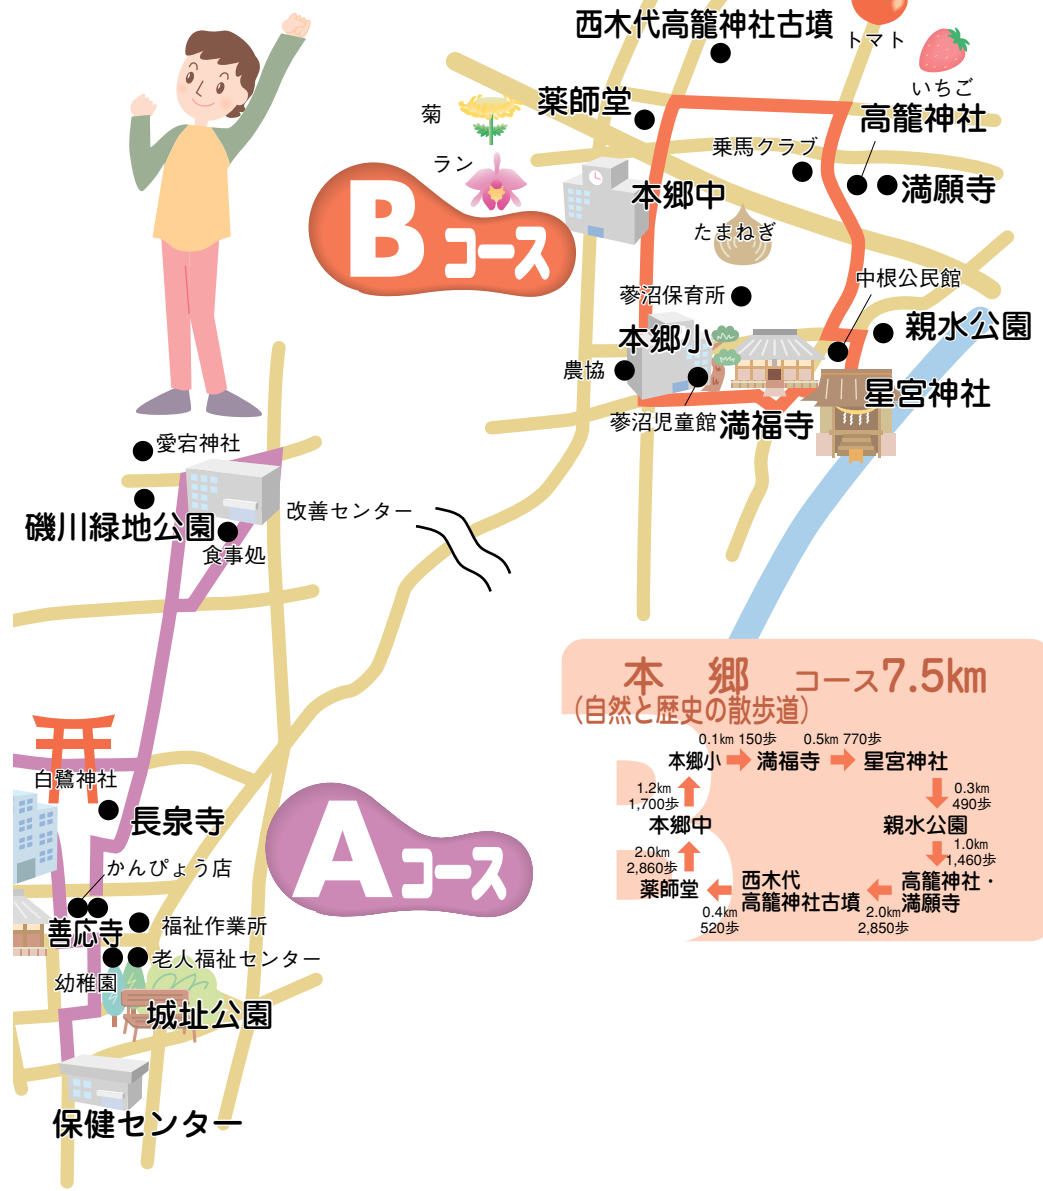 西木代高龗神社古墳
トマト
いちご
菊
薬師堂
高龗神社
乗馬クラブ
ラン
本郷中
満願寺
Bコース
たまねぎ
中根公民館
蓼沼保育所
親水公園
本郷小
農協
星宮神社
蓼沼児童館
満福寺
愛宕神社
磯川緑地公園
改善センター
食事処
本 郷 コース7.5km
(自然と歴史の散歩道)
0.1km 150歩
0.5km 770歩
本郷小
満福寺
星宮神社
1.2km
1,700歩
0.3km
490歩
本郷中
親水公園
2.0km
2,860歩
1.0km
1,460歩
薬師堂
西木代
高龗神社古墳
高龗神社・
満願寺
0.4km
520歩
2.0km
2,850歩
白鷺神社
長泉寺
Aコース
かんぴょう店
善応寺
福祉作業所
老人福祉センター
幼稚園
城址公園
保健センター